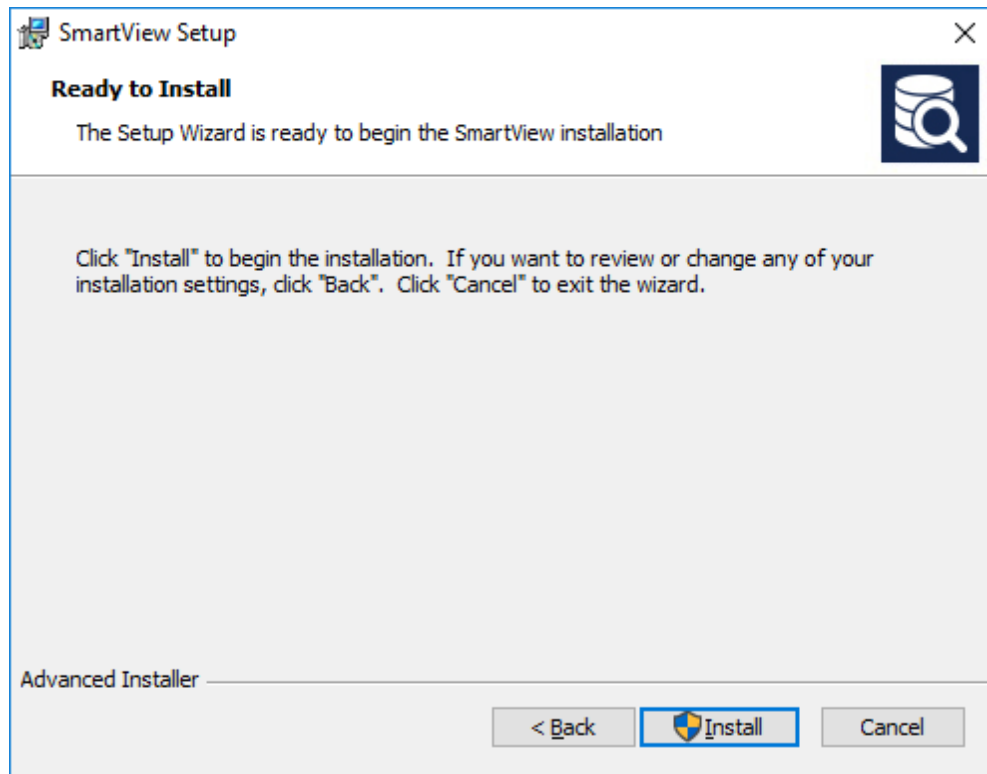 SmartView Setup
Ready to Install
The Setup Wizard is ready to begin the SmartView installation
Click "Install" to begin the installation.  If you want to review or change any of your
installation settings, click "Back".  Click "Cancel" to exit the wizard.
Advanced Installer
< Back
Install
Cancel